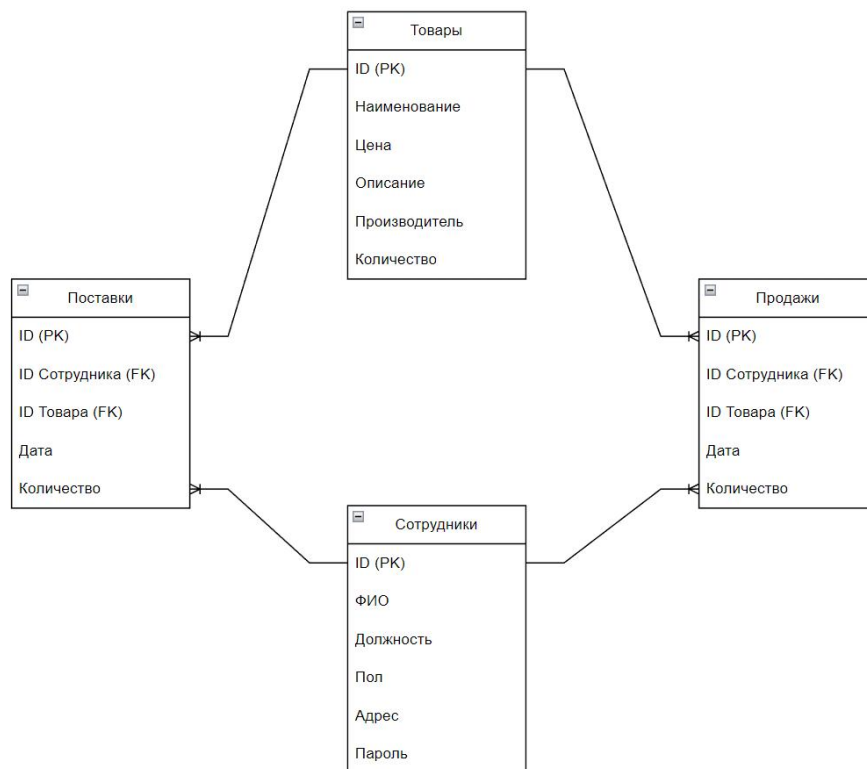 Товары
ID (PK)
Наименование
Цена
Описание
Производитель
Количество
Поставки
ID (PK)
ID Сотрудника (FK)
ID Товара (FK)
Дата
Количество
Продажи
ID (PK)
ID Сотрудника (FK)
ID Товара (FK)
Дата
Количество
Сотрудники
ID (PK)
ФИО
Должность
Пол
Адрес
Пароль